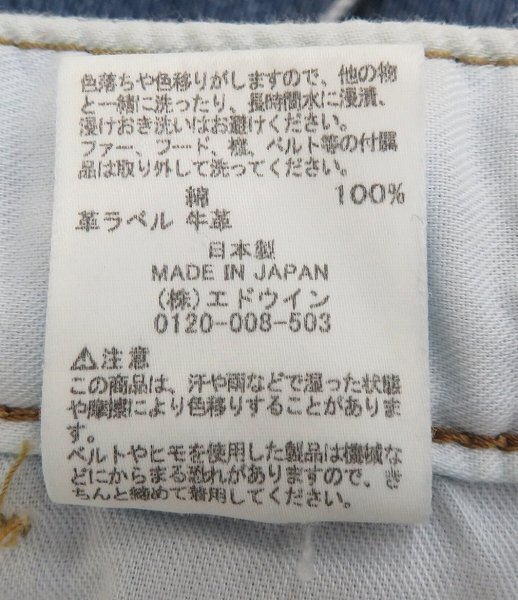 色落ちや色移りがしますので、他の物
と一緒に洗ったり、長時間水に浸漬、
浸けおき洗いはお避けください。
ファー、フード、襟、ベルト等の付属
品は取り外して洗ってください。
綿 100%
革ラベル 牛革
日本製
MADE IN JAPAN
(株)エドウイン
0120-008-503
⚠注意
この商品は、汗や雨などで湿った状態
や摩擦により色移りすることがありま
す。
ベルトやヒモを使用した製品は機械な
どにからまる恐れがありますので、き
ちんと締めて着用してください。